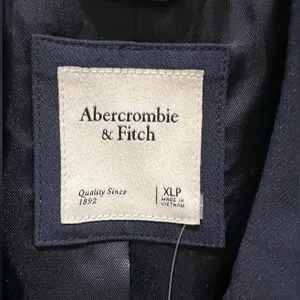 Abercrombie
& Fitch
Quality Since
1892
XLP
MADE IN
VIETNAM